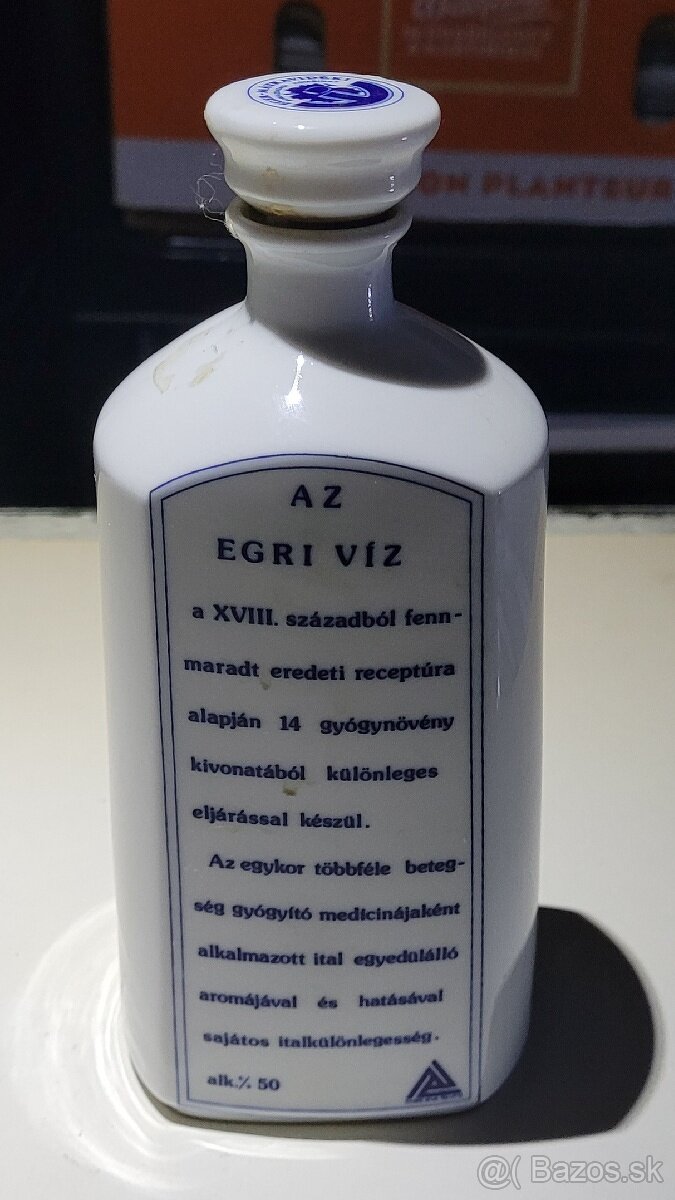 ON PLANTEUR
AZ
EGRI VÍZ
a XVIII. századból fenn-
maradt eredeti receptúra
alapján 14 gyógynövény
kivonatából különleges
eljárással készül.
Az egykor többféle beteg-
ség gyógyító medicinájaként
alkalmazott ital egyedülálló
aromájával és hatásával
sajátos italkülönlegesség.
alk.% 50
@( Bazos.sk